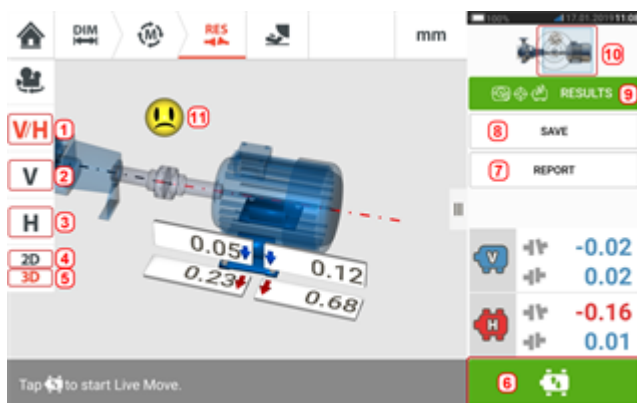 DIM
M
RES
mm
100%
17.01.2019 11:08
10
RESULTS 9
11
V/H 1
8 SAVE
V 2
7 REPORT
H 3
0.05
0.12
2D 4
3D 5
0.23
0.68
V
-0.02
0.02
H
-0.16
0.01
Tap to start Live Move.
6